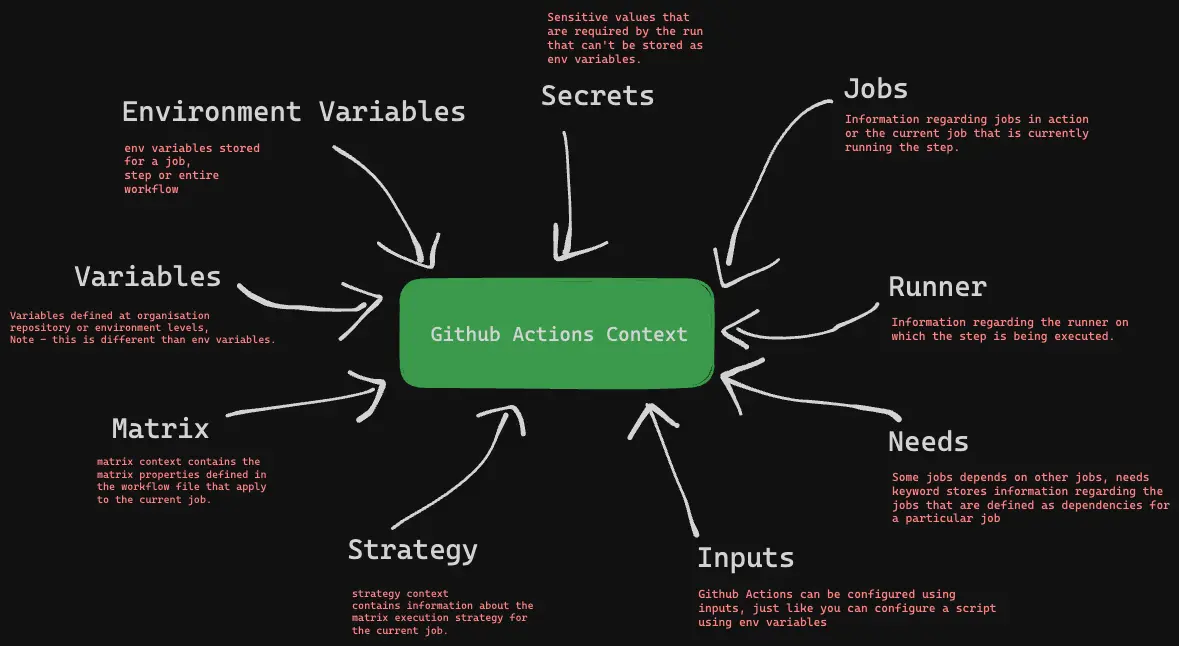 Sensitive values that
are required by the run
that can't be stored as
env variables.
Secrets
Environment Variables
env variables stored
for a job,
step or entire
workflow
Jobs
Information regarding jobs in action
or the current job that is currently
running the step.
Variables
Variables defined at organisation
repository or environment levels,
Note - this is different than env variables.
Github Actions Context
Runner
Information regarding the runner on
which the step is being executed.
Matrix
matrix context contains the
matrix properties defined in
the workflow file that apply
to the current job.
Needs
Some jobs depends on other jobs, needs
keyword stores information regarding the
jobs that are defined as dependencies for
a particular job
Strategy
strategy context
contains information about the
matrix execution strategy for
the current job.
Inputs
Github Actions can be configured using
inputs, just like you can configure a script
using env variables